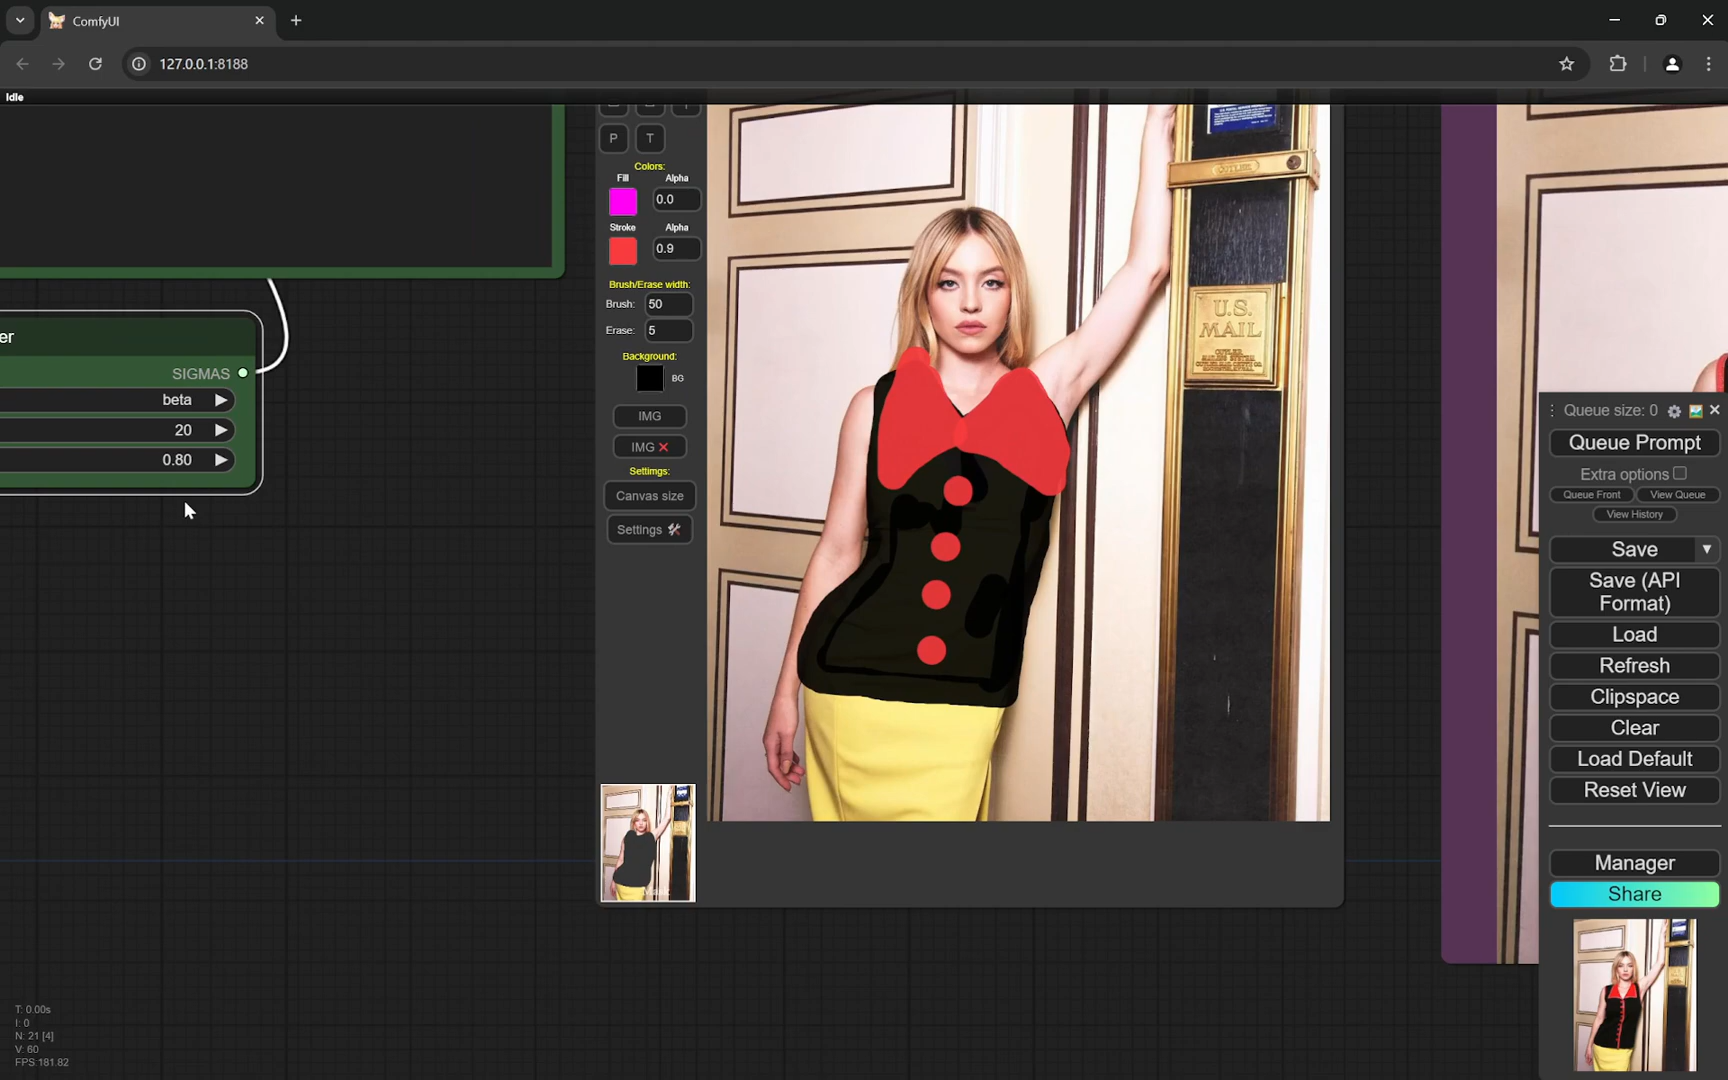 ComfyUI
127.0.0.1:8188
Idle
P T
Colors:
Fill Alpha
0.0
Stroke Alpha
0.9
Brush/Erase width:
Brush: 50
Erase: 5
Background:
BG
IMG
IMG
Settimgs:
Canvas size
Settings
er
SIGMAS
beta
20
0.80
U.S.
MAIL
CUTLER
Queue size: 0
Queue Prompt
Extra options
Queue Front View Queue
View History
Save
Save (API
Format)
Load
Refresh
Clipspace
Clear
Load Default
Reset View
Manager
Share
T: 0.00s
I: 0
N: 21 [4]
V: 60
FPS:181.82